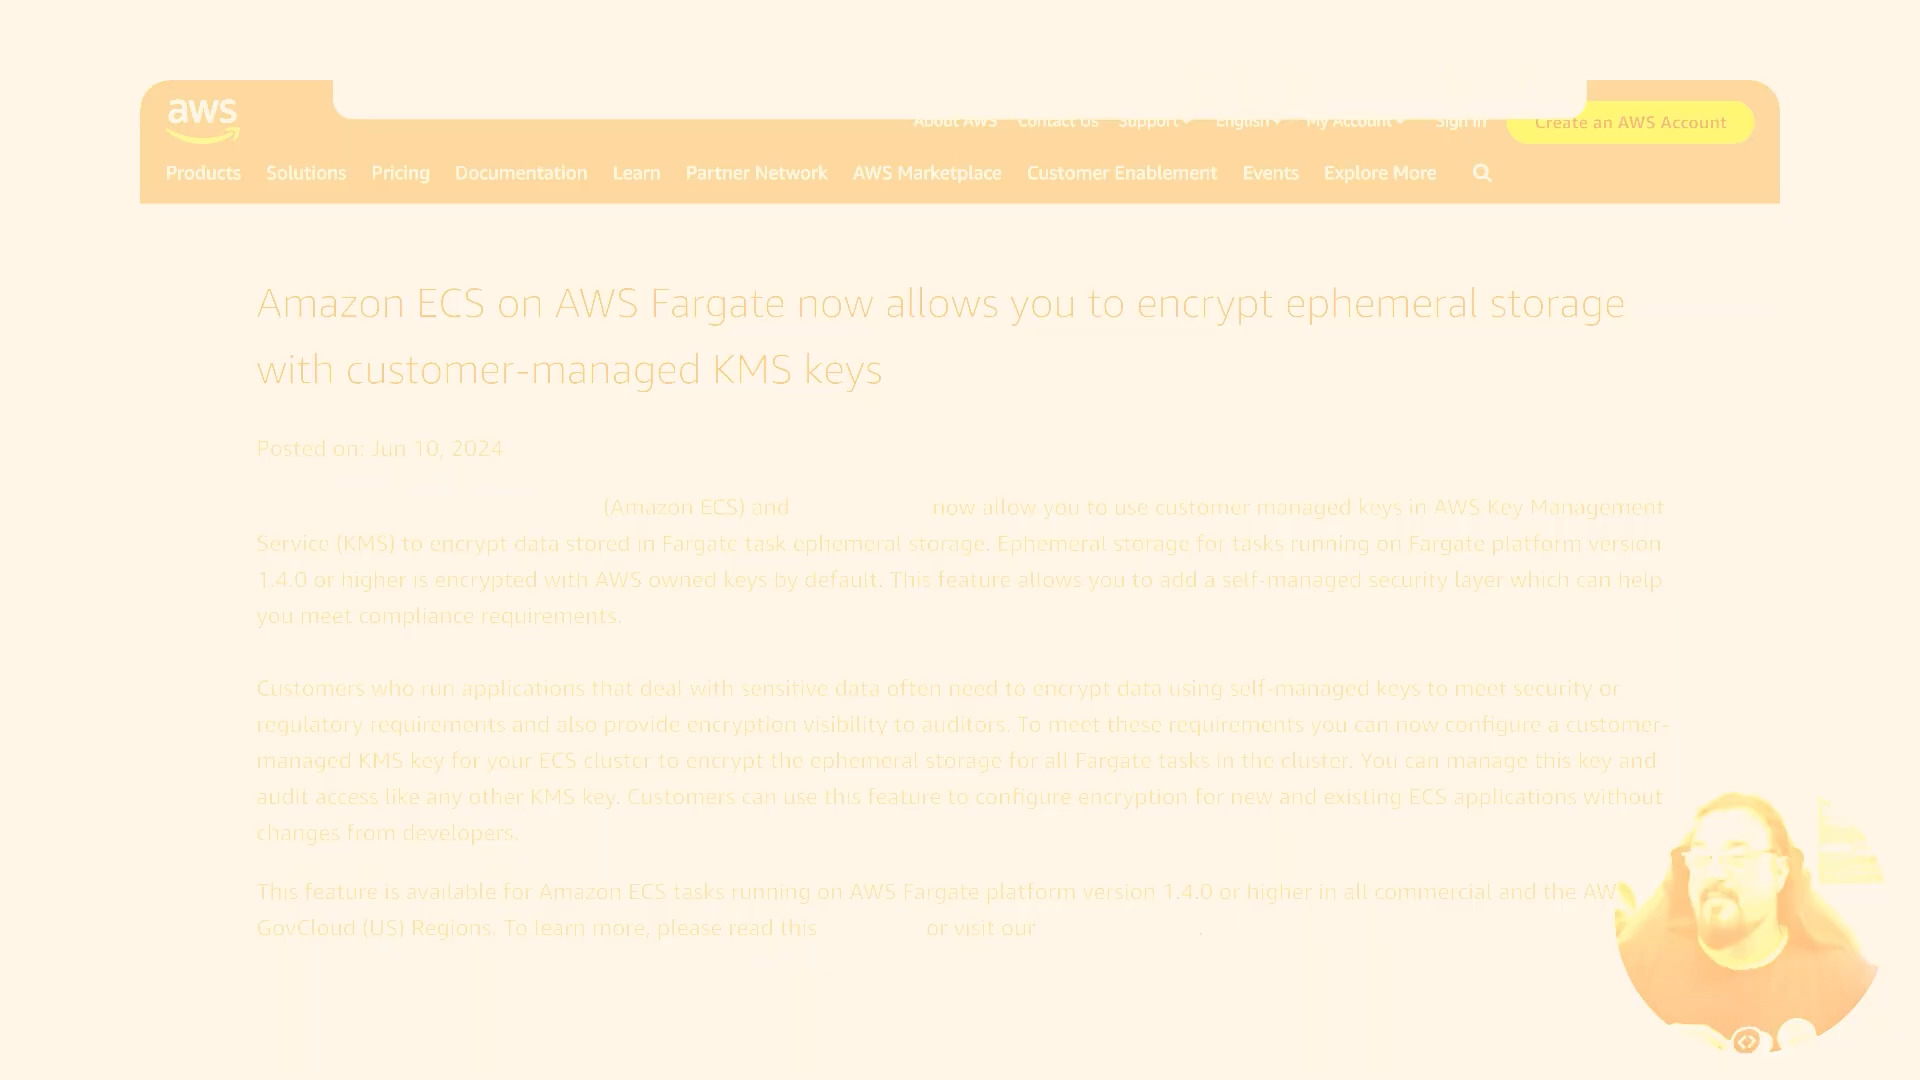 aws
About AWS Contact Us Support English My Account Sign In Create an AWS Account
Products Solutions Pricing Documentation Learn Partner Network AWS Marketplace Customer Enablement Events Explore More
Amazon ECS on AWS Fargate now allows you to encrypt ephemeral storage
with customer-managed KMS keys
Posted on: Jun 10, 2024
(Amazon ECS) and now allow you to use customer managed keys in AWS Key Management
Service (KMS) to encrypt data stored in Fargate task ephemeral storage. Ephemeral storage for tasks running on Fargate platform version
1.4.0 or higher is encrypted with AWS owned keys by default. This feature allows you to add a self-managed security layer which can help
you meet compliance requirements.
Customers who run applications that deal with sensitive data often need to encrypt data using self-managed keys to meet security or
regulatory requirements and also provide encryption visibility to auditors. To meet these requirements you can now configure a customer-
managed KMS key for your ECS cluster to encrypt the ephemeral storage for all Fargate tasks in the cluster. You can manage this key and
audit access like any other KMS key. Customers can use this feature to configure encryption for new and existing ECS applications without
changes from developers.
This feature is available for Amazon ECS tasks running on AWS Fargate platform version 1.4.0 or higher in all commercial and the AW
GovCloud (US) Regions. To learn more, please read this or visit our .